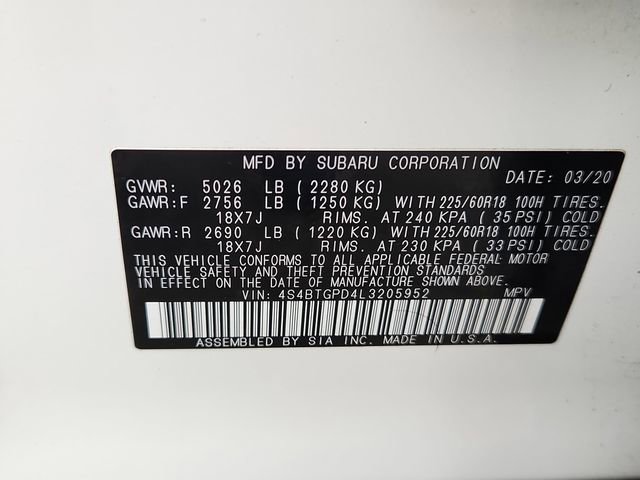 MFD BY SUBARU CORPORATION
DATE: 03/20
GVWR: 5026 LB (2280 KG)
GAWR:F 2756 LB (1250 KG) WITH 225/60R18 100H TIRES.
18X7J RIMS. AT 240 KPA (35 PSI) COLD
GAWR:R 2690 LB (1220 KG) WITH 225/60R18 100H TIRES.
18X7J RIMS. AT 230 KPA (33 PSI) COLD
THIS VEHICLE CONFORMS TO ALL APPLICABLE FEDERAL MOTOR
VEHICLE SAFETY AND THEFT PREVENTION STANDARDS
IN EFFECT ON THE DATE OF MANUFACTURE SHOWN ABOVE.
VIN: 4S4BTGPD4L3205952 MPV
ASSEMBLED BY SIA INC. MADE IN U.S.A.